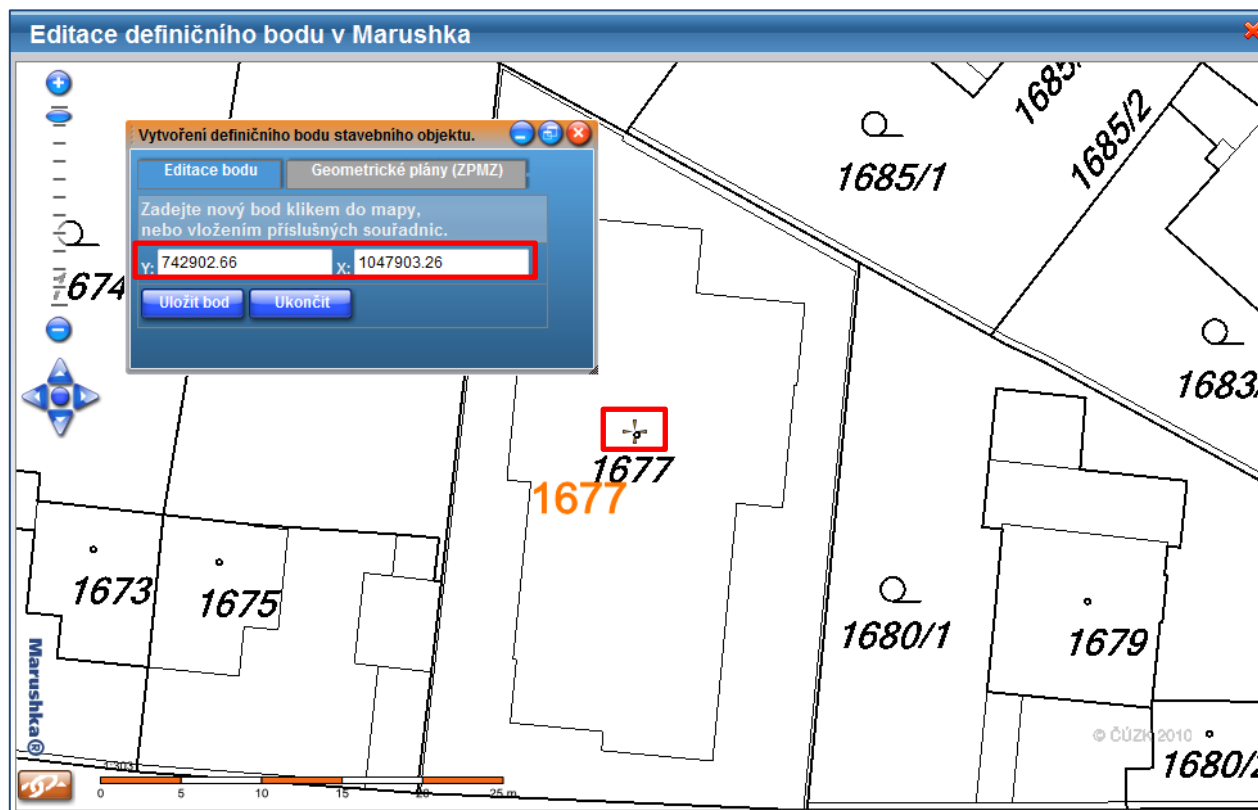 Editace definičního bodu v Marushka
Vytvoření definičního bodu stavebního objektu.
Editace bodu
Geometrické plány (ZPMZ)
Zadejte nový bod klikem do mapy,
nebo vložením příslušných souřadnic.
Y: 742902.66 X: 1047903.26
Uložit bod Ukončit
1685/2
1685/1
1683/
1677
1677
1673
1675
1680/1
1679
1680/2
Marushka®
© ČÚZK 2010
0 5 10 15 20 25 m